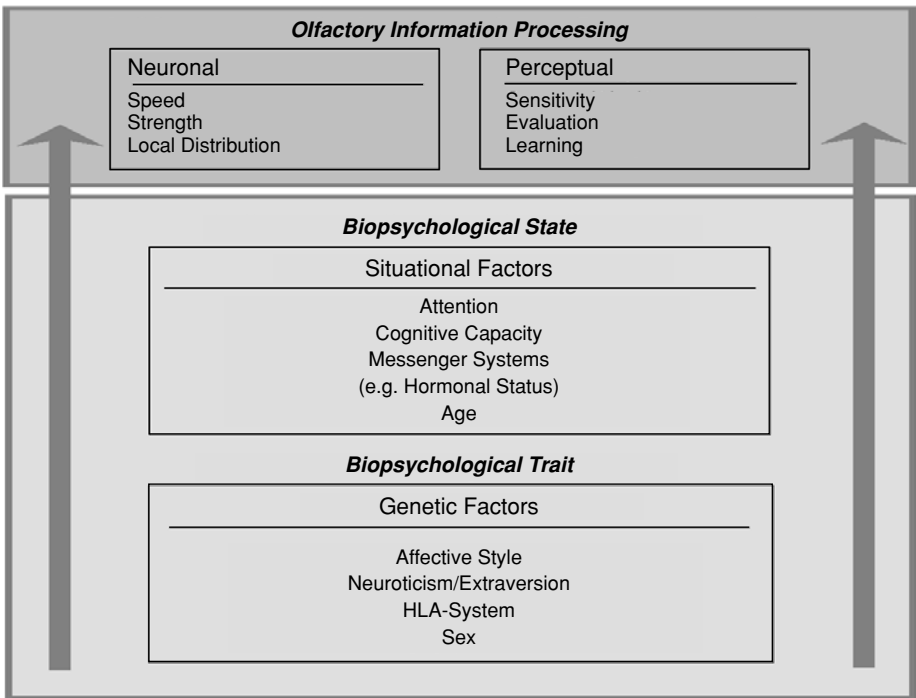 Olfactory Information Processing
Neuronal
Speed
Strength
Local Distribution
Perceptual
Sensitivity
Evaluation
Learning
Biopsychological State
Situational Factors
Attention
Cognitive Capacity
Messenger Systems
(e.g. Hormonal Status)
Age
Biopsychological Trait
Genetic Factors
Affective Style
Neuroticism/Extraversion
HLA-System
Sex